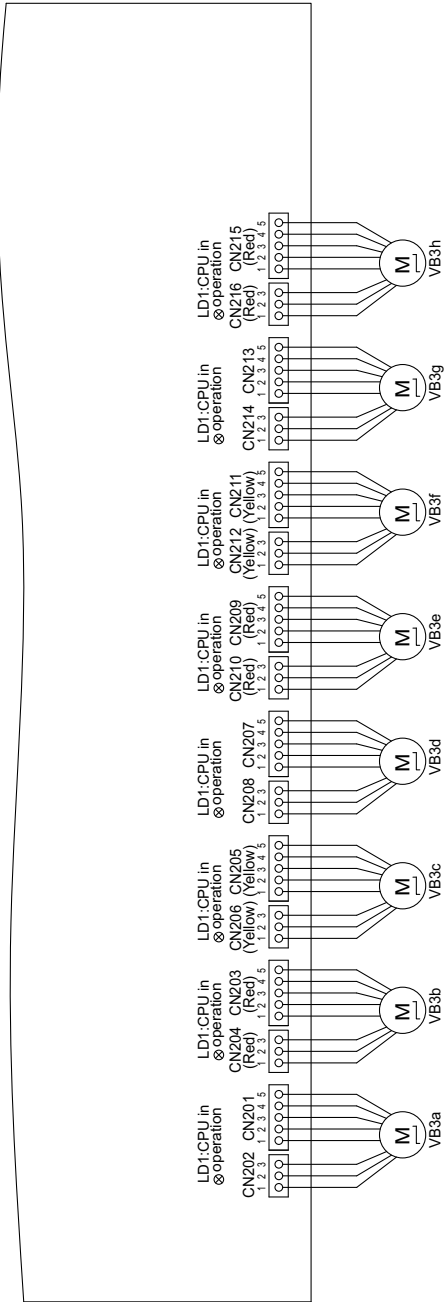 LD1:CPU in
⊗operation
CN202 CN201
1 2 3 1 2 3 4 5
M
VB3a
LD1:CPU in
⊗operation
CN204 CN203
(Red) (Red)
1 2 3 1 2 3 4 5
M
VB3b
LD1:CPU in
⊗operation
CN206 CN205
(Yellow) (Yellow)
1 2 3 1 2 3 4 5
M
VB3c
LD1:CPU in
⊗operation
CN208 CN207
1 2 3 1 2 3 4 5
M
VB3d
LD1:CPU in
⊗operation
CN210 CN209
(Red) (Red)
1 2 3 1 2 3 4 5
M
VB3e
LD1:CPU in
⊗operation
CN212 CN211
(Yellow) (Yellow)
1 2 3 1 2 3 4 5
M
VB3f
LD1:CPU in
⊗operation
CN214 CN213
1 2 3 1 2 3 4 5
M
VB3g
LD1:CPU in
⊗operation
CN216 CN215
(Red) (Red)
1 2 3 1 2 3 4 5
M
VB3h